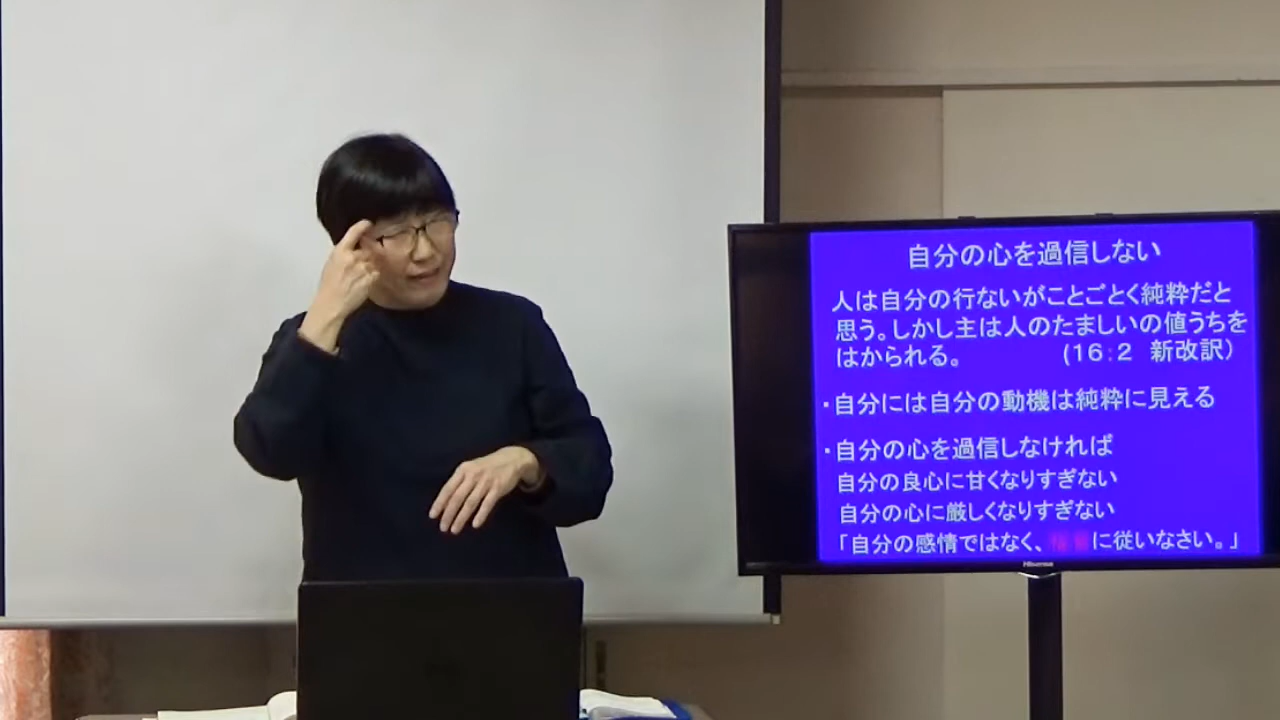 自分の心を過信しない
人は自分の行ないがことごとく純粋だと
思う。しかし主は人のたましいの値うちを
はかられる。 (16:2 新改訳)
・自分には自分の動機は純粋に見える
・自分の心を過信しなければ
自分の良心に甘くなりすぎない
自分の心に厳しくなりすぎない
「自分の感情ではなく、に従いなさい。」
Hisense